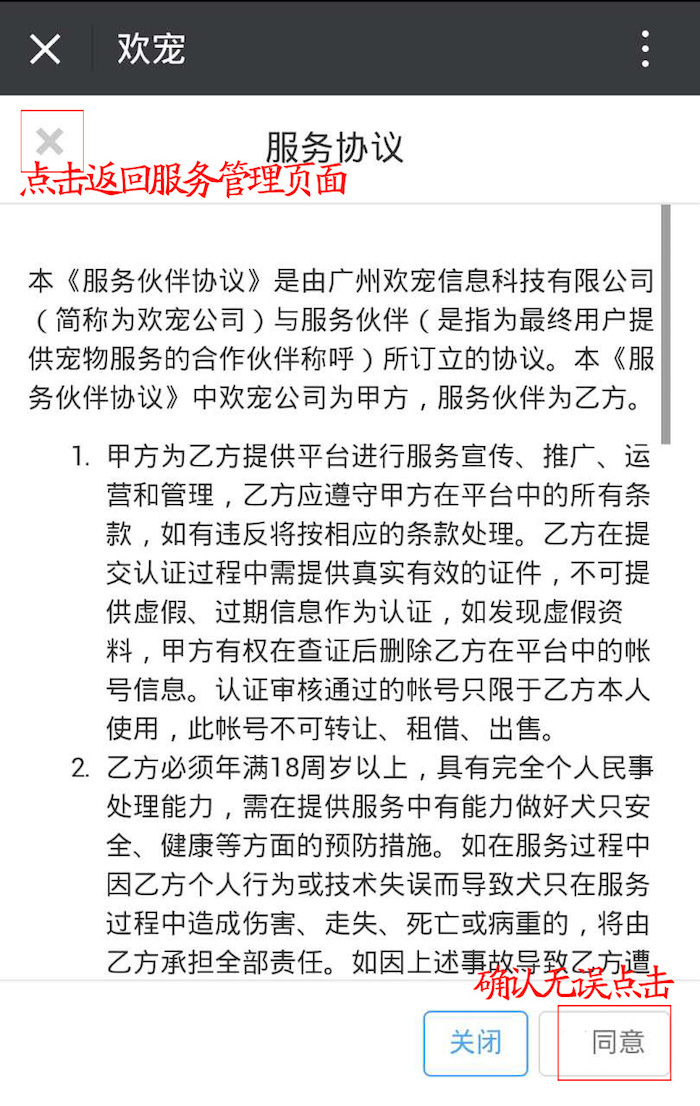 欢宠
服务协议
点击返回服务管理页面
本《服务伙伴协议》是由广州欢宠信息科技有限公司
（简称为欢宠公司）与服务伙伴（是指为最终用户提
供宠物服务的合作伙伴称呼）所订立的协议。本《服
务伙伴协议》中欢宠公司为甲方，服务伙伴为乙方。
1. 甲方为乙方提供平台进行服务宣传、推广、运
营和管理，乙方应遵守甲方在平台中的所有条
款，如有违反将按相应的条款处理。乙方在提
交认证过程中需提供真实有效的证件，不可提
供虚假、过期信息作为认证，如发现虚假资
料，甲方有权在查证后删除乙方在平台中的帐
号信息。认证审核通过的帐号只限于乙方本人
使用，此帐号不可转让、租借、出售。
2. 乙方必须年满18周岁以上，具有完全个人民事
处理能力，需在提供服务中有能力做好犬只安
全、健康等方面的预防措施。如在服务过程中
因乙方个人行为或技术失误而导致犬只在服务
过程中造成伤害、走失、死亡或病重的，将由
乙方承担全部责任。如因上述事故导致乙方遭
确认无误点击
关闭
同意